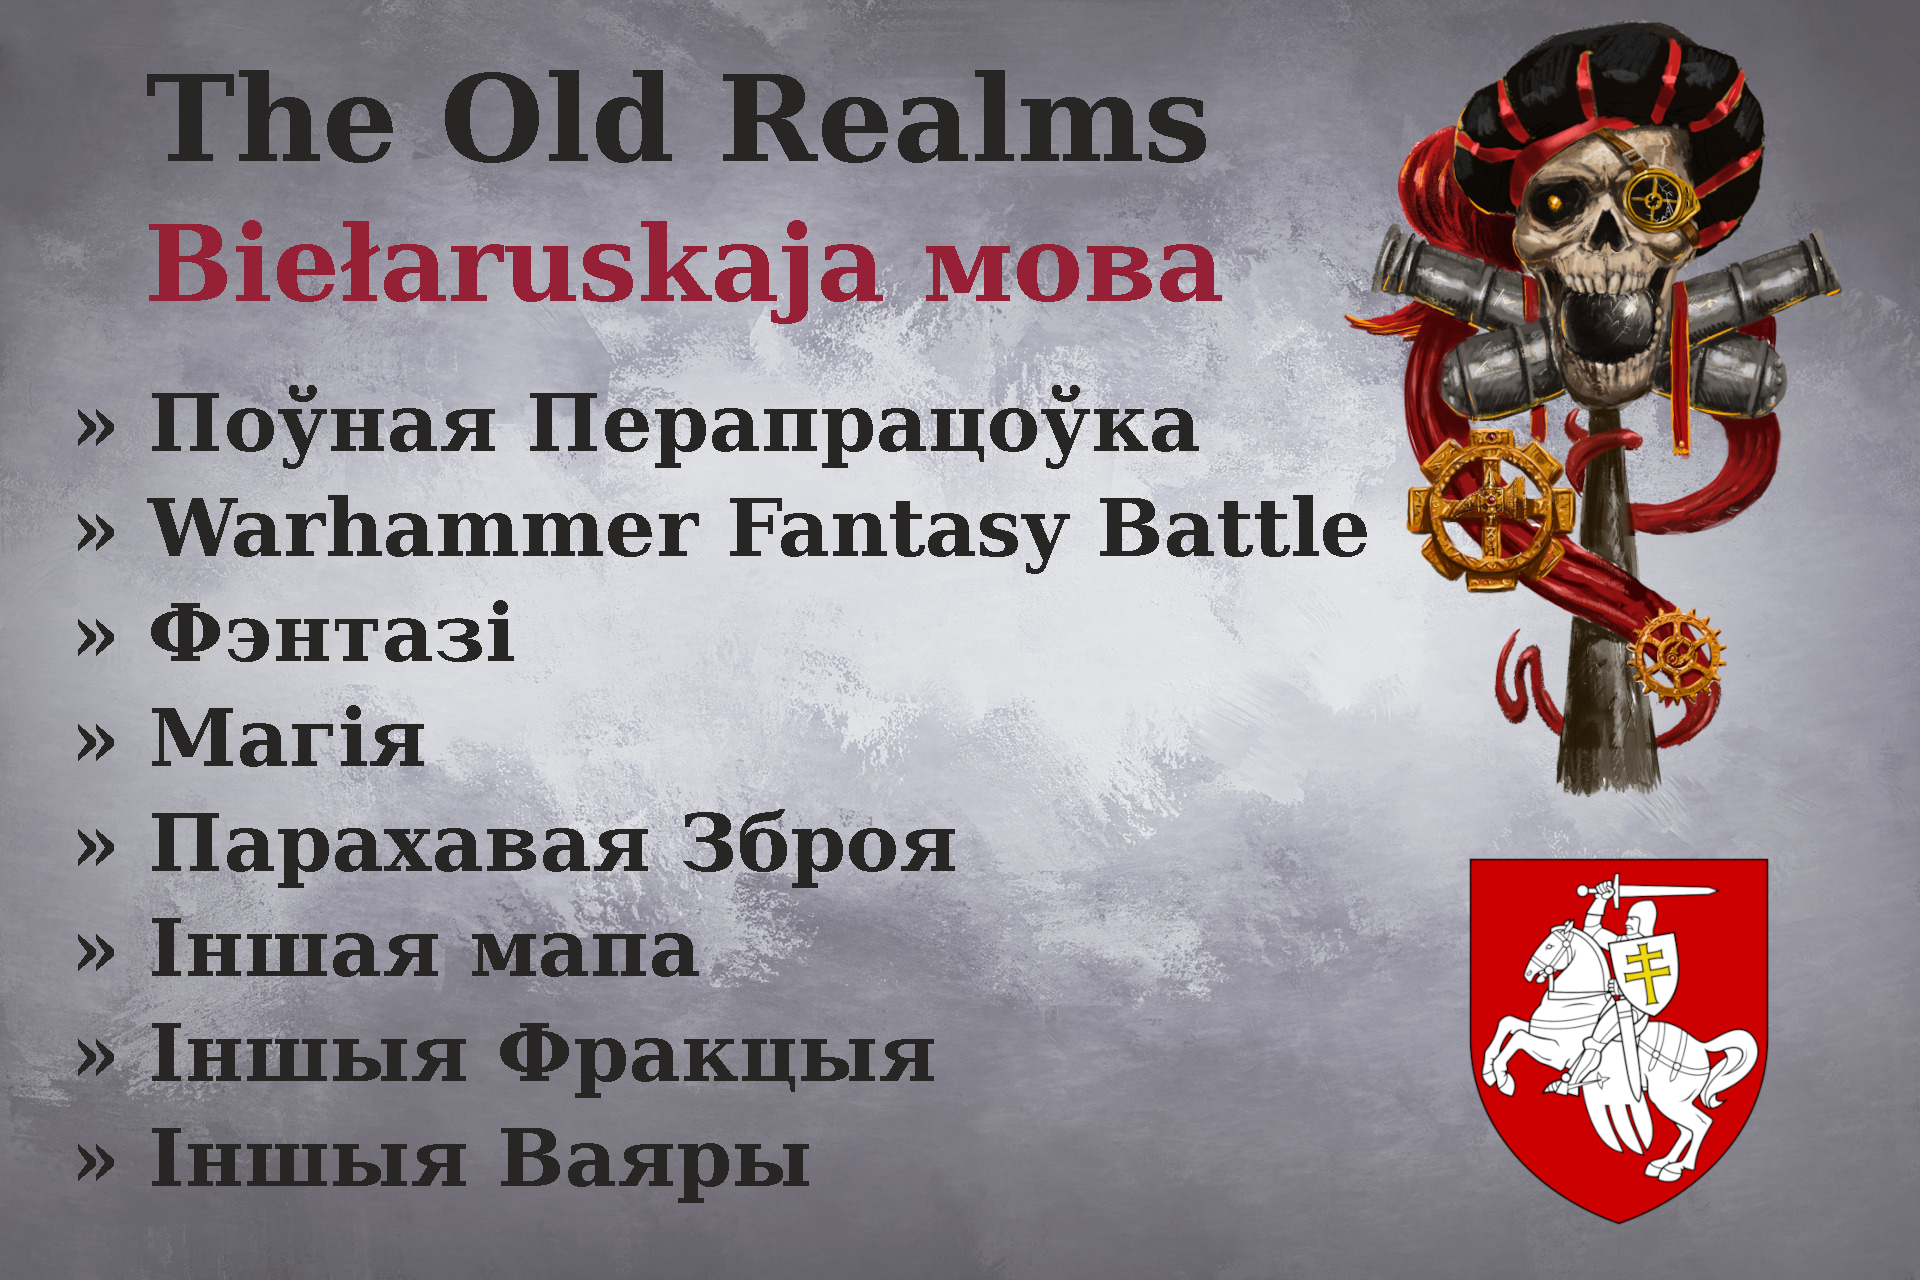 The Old Realms
Biełaruskaja мова
» Поўная Перапрацоўка
» Warhammer Fantasy Battle
» Фэнтазі
» Магія
» Парахавая Зброя
» Іншая мапа
» Іншыя Фракцыя
» Іншыя Ваяры